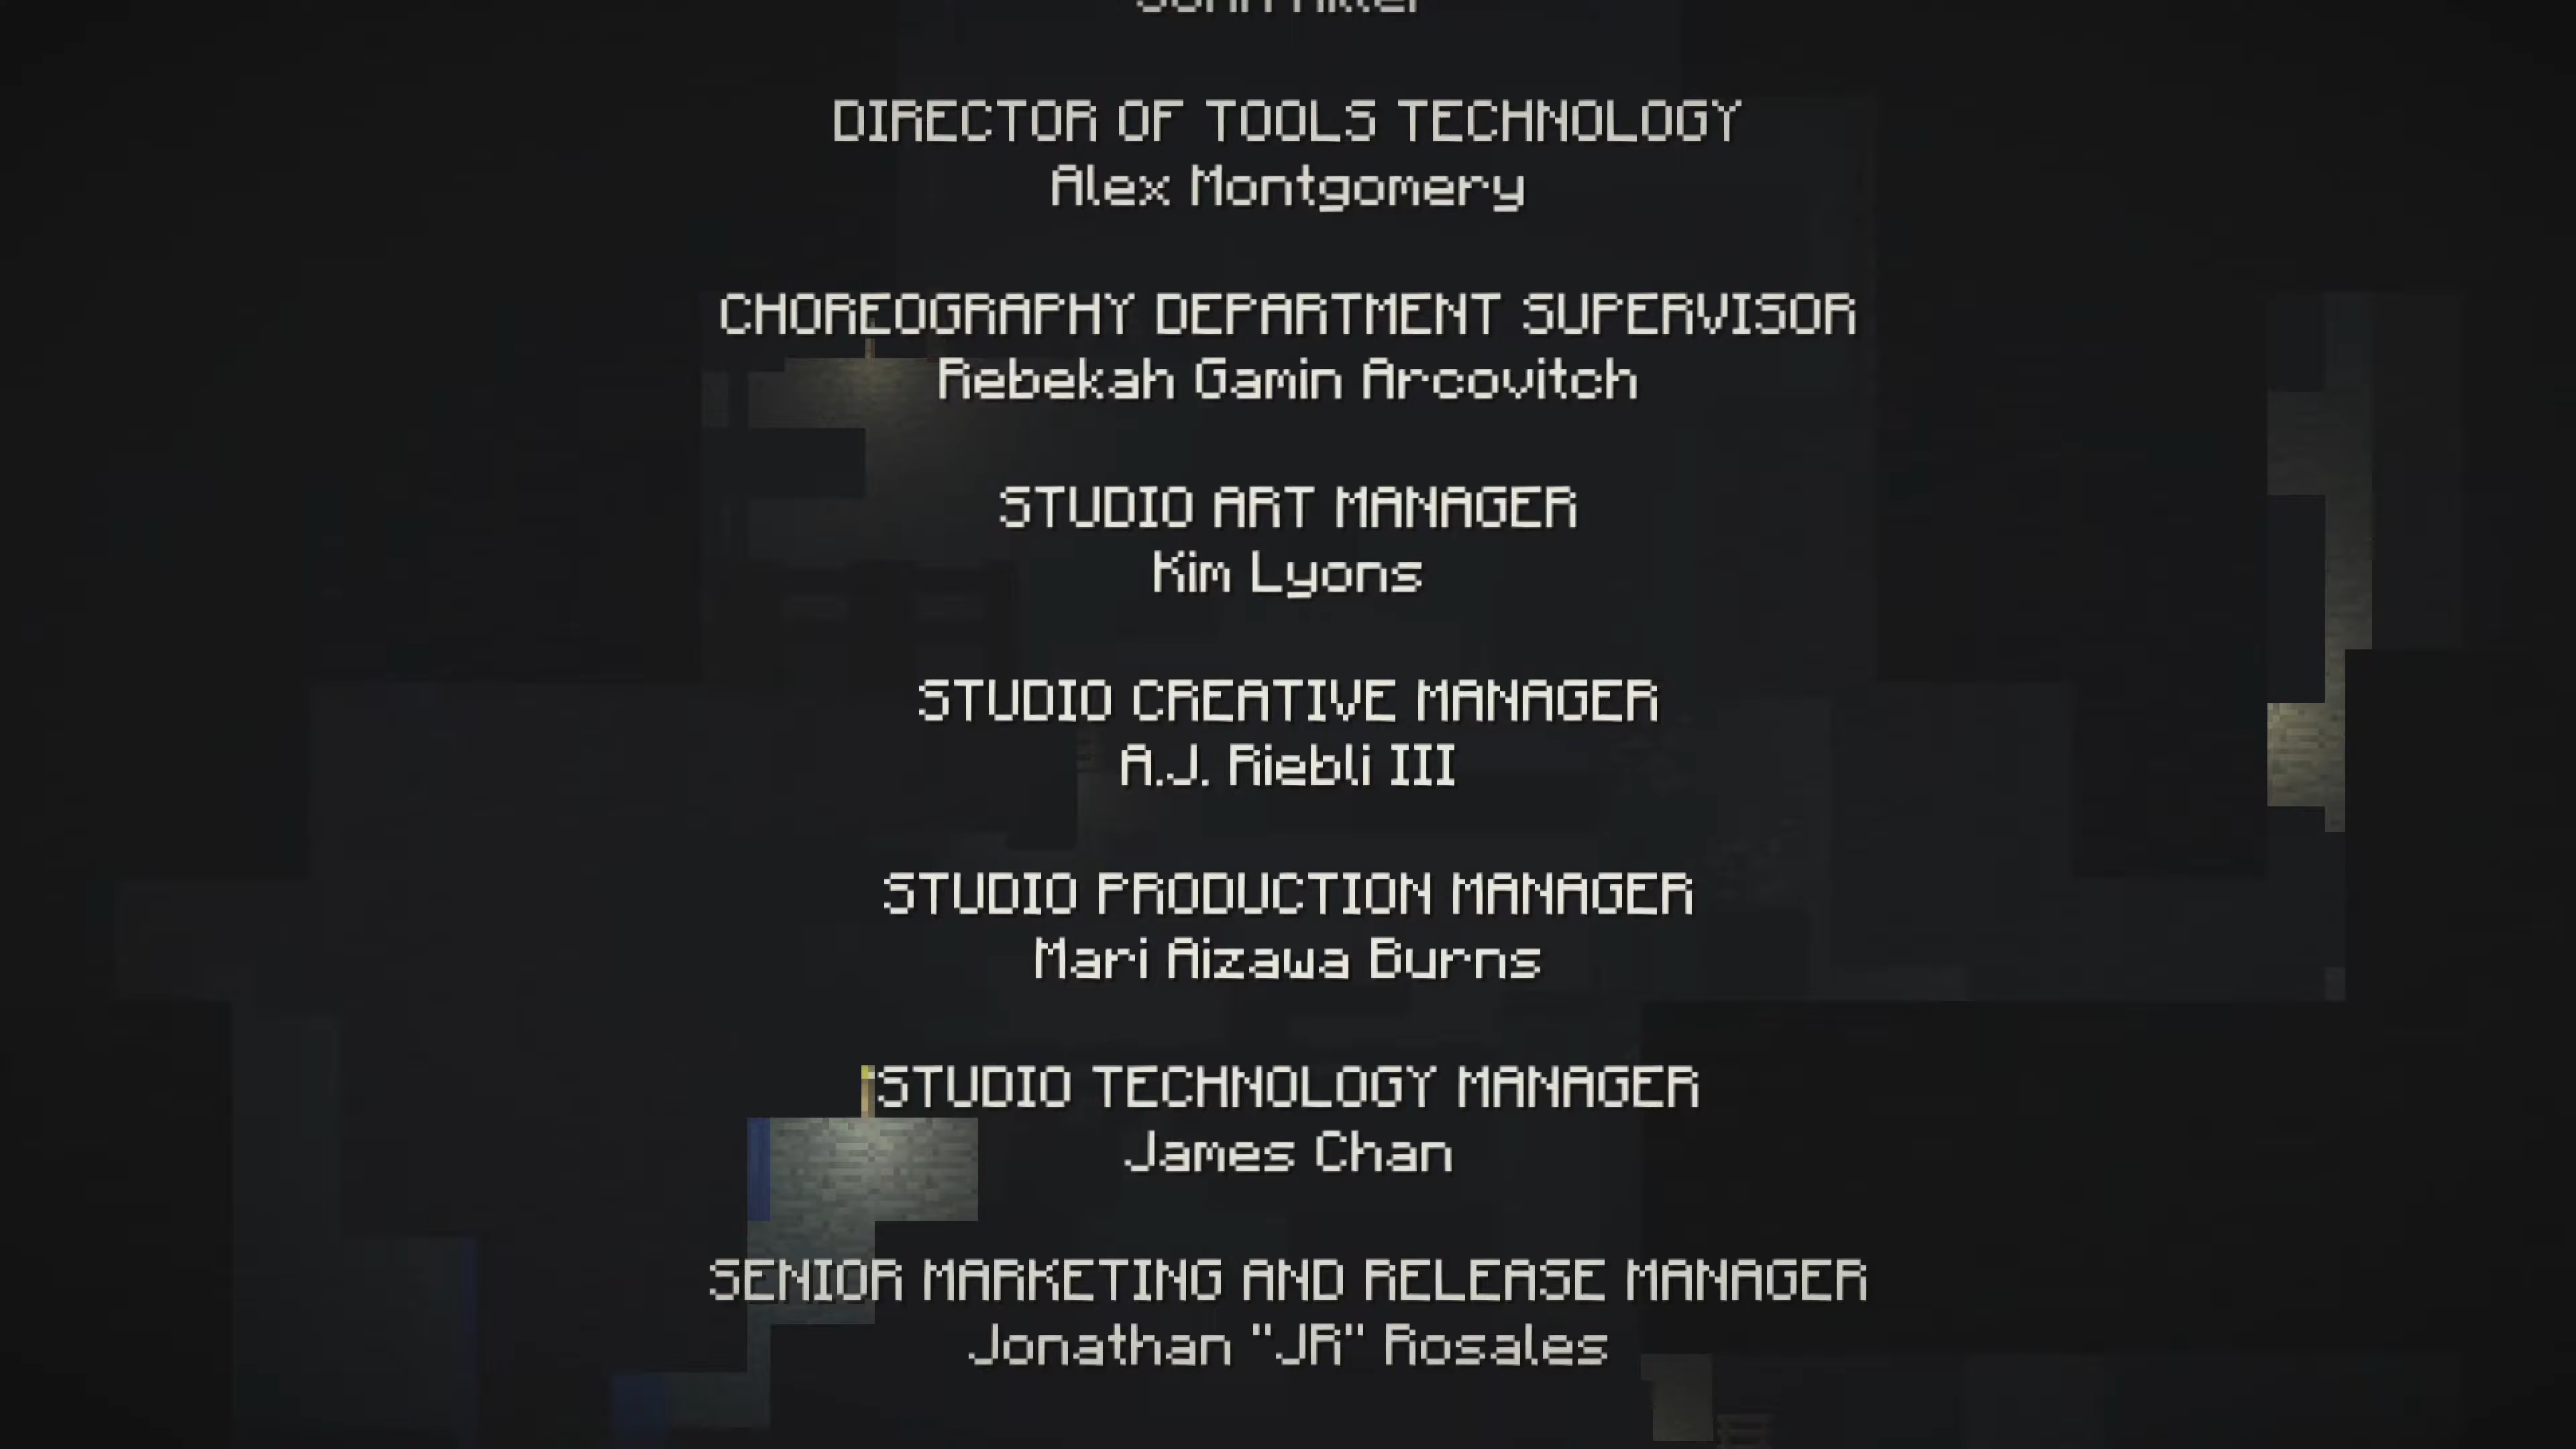 DIRECTOR OF TOOLS TECHNOLOGY
Alex Montgomery
CHOREOGRAPHY DEPARTMENT SUPERVISOR
Rebekah Gamin Arcovitch
STUDIO ART MANAGER
Kim Lyons
STUDIO CREATIVE MANAGER
A.J. Riebli III
STUDIO PRODUCTION MANAGER
Mari Aizawa Burns
STUDIO TECHNOLOGY MANAGER
James Chan
SENIOR MARKETING AND RELEASE MANAGER
Jonathan "JR" Rosales